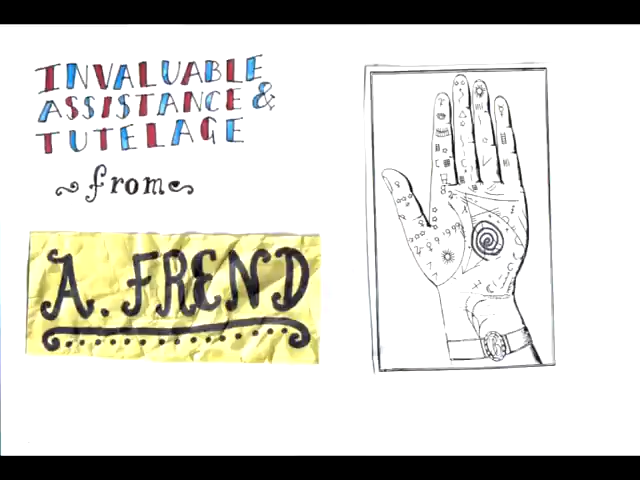 INVALUABLE
ASSISTANCE &
TUTELAGE
from
A. FREND